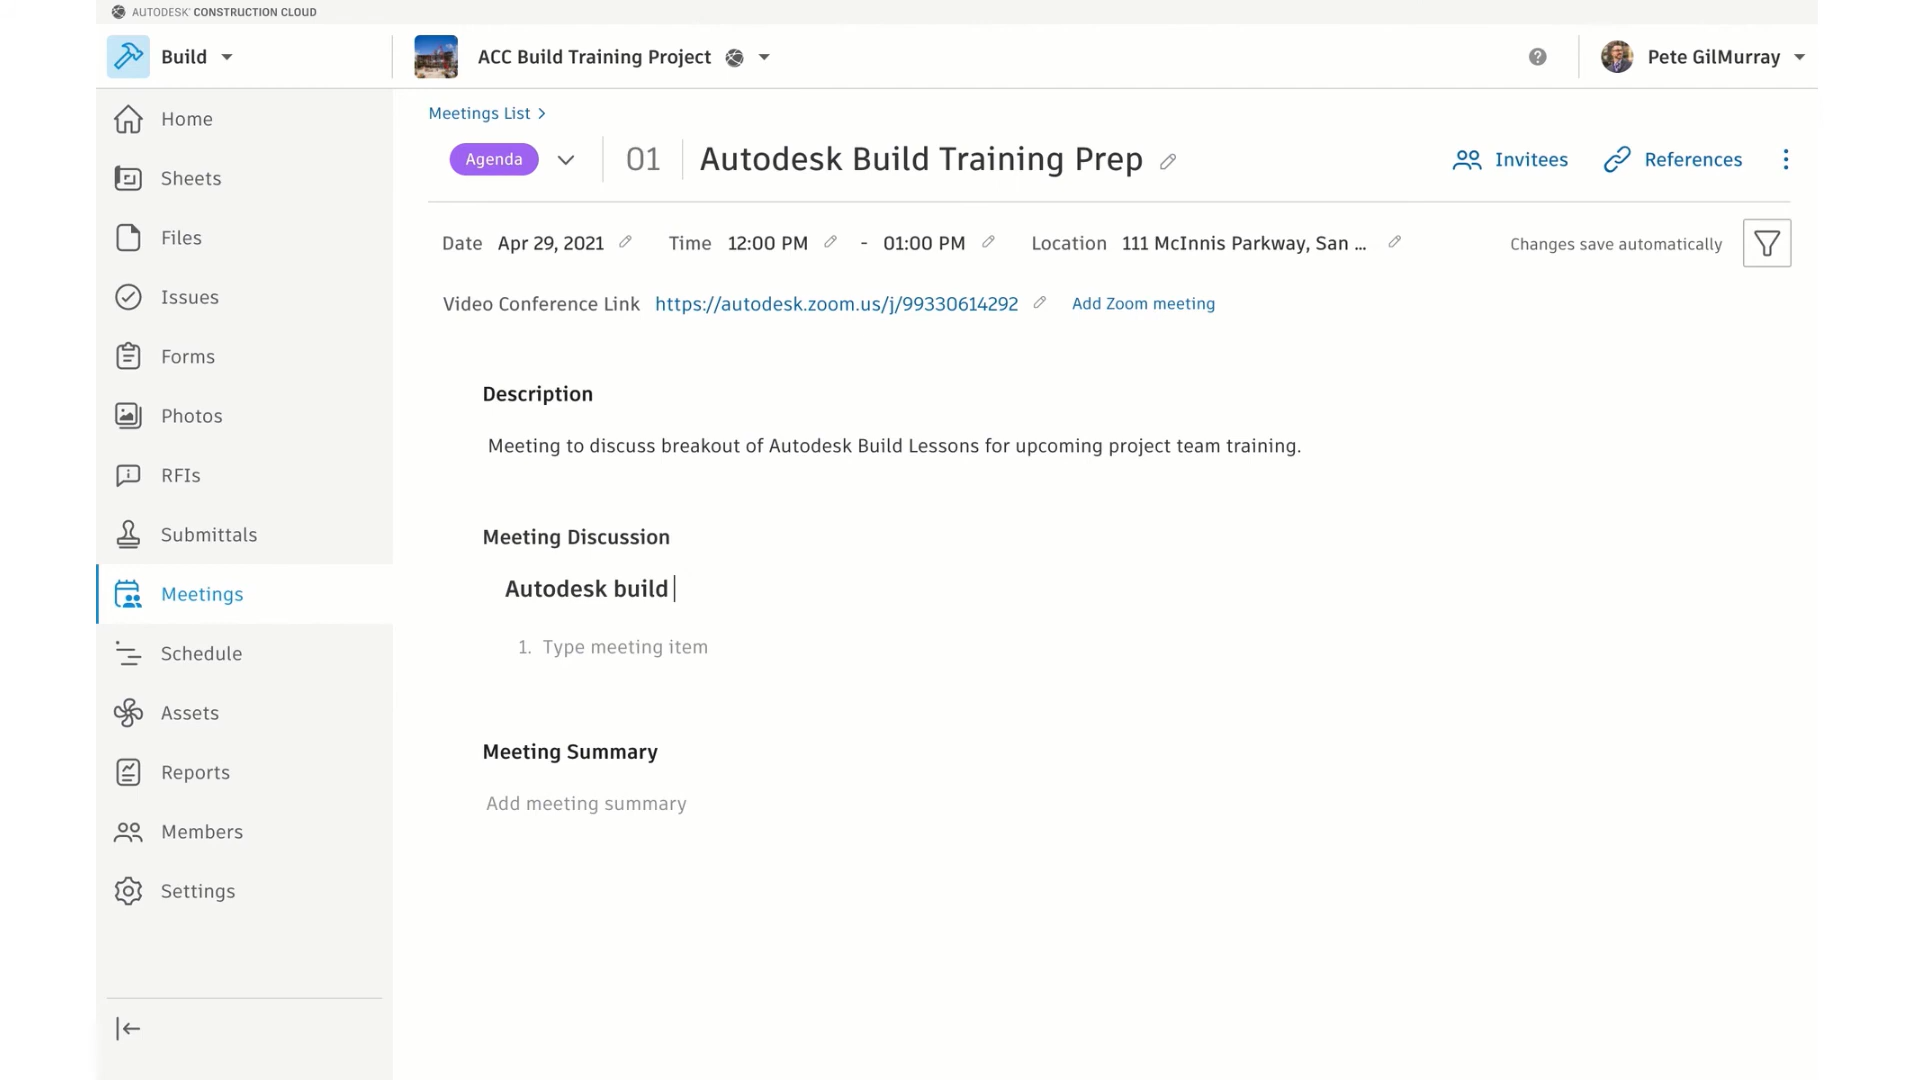 AUTODESK® CONSTRUCTION CLOUD
Build
ACC Build Training Project
Pete GilMurray
Home
Sheets
Files
Issues
Forms
Photos
RFIs
Submittals
Meetings
Schedule
Assets
Reports
Members
Settings
Meetings List
Agenda 01 Autodesk Build Training Prep
Invitees References
Date Apr 29, 2021 Time 12:00 PM - 01:00 PM Location 111 McInnis Parkway, San ...
Changes save automatically
Video Conference Link https://autodesk.zoom.us/j/99330614292 Add Zoom meeting
Description
Meeting to discuss breakout of Autodesk Build Lessons for upcoming project team training.
Meeting Discussion
Autodesk build
1. Type meeting item
Meeting Summary
Add meeting summary